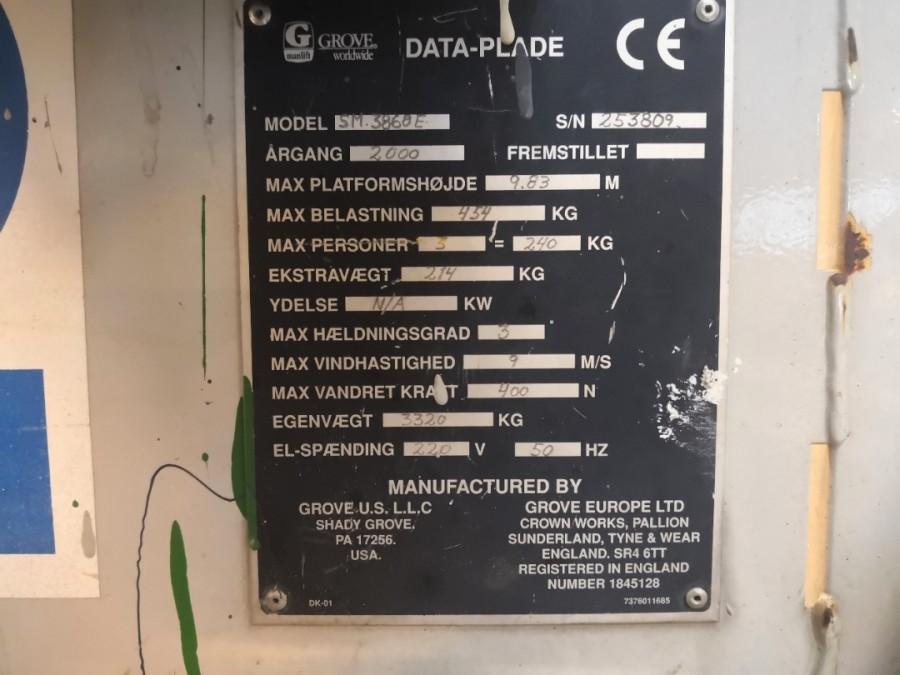 G GROVE DATA-PLADE CE
manlift worldwide
MODEL SM.3868E S/N 253809
ÅRGANG 2000 FREMSTILLET
MAX PLATFORMSHØJDE 9.83 M
MAX BELASTNING 454 KG
MAX PERSONER 3 = 240 KG
EKSTRAVÆGT 214 KG
YDELSE N/A KW
MAX HÆLDNINGSGRAD 3
MAX VINDHASTIGHED 9 M/S
MAX VANDRET KRAFT 400 N
EGENVÆGT 3320 KG
EL-SPÆNDING 220 V 50 HZ
MANUFACTURED BY
GROVE U.S. L.L.C
SHADY GROVE.
PA 17256.
USA.
GROVE EUROPE LTD
CROWN WORKS, PALLION
SUNDERLAND, TYNE & WEAR
ENGLAND. SR4 6TT
REGISTERED IN ENGLAND
NUMBER 1845128
DK-01 7376011685